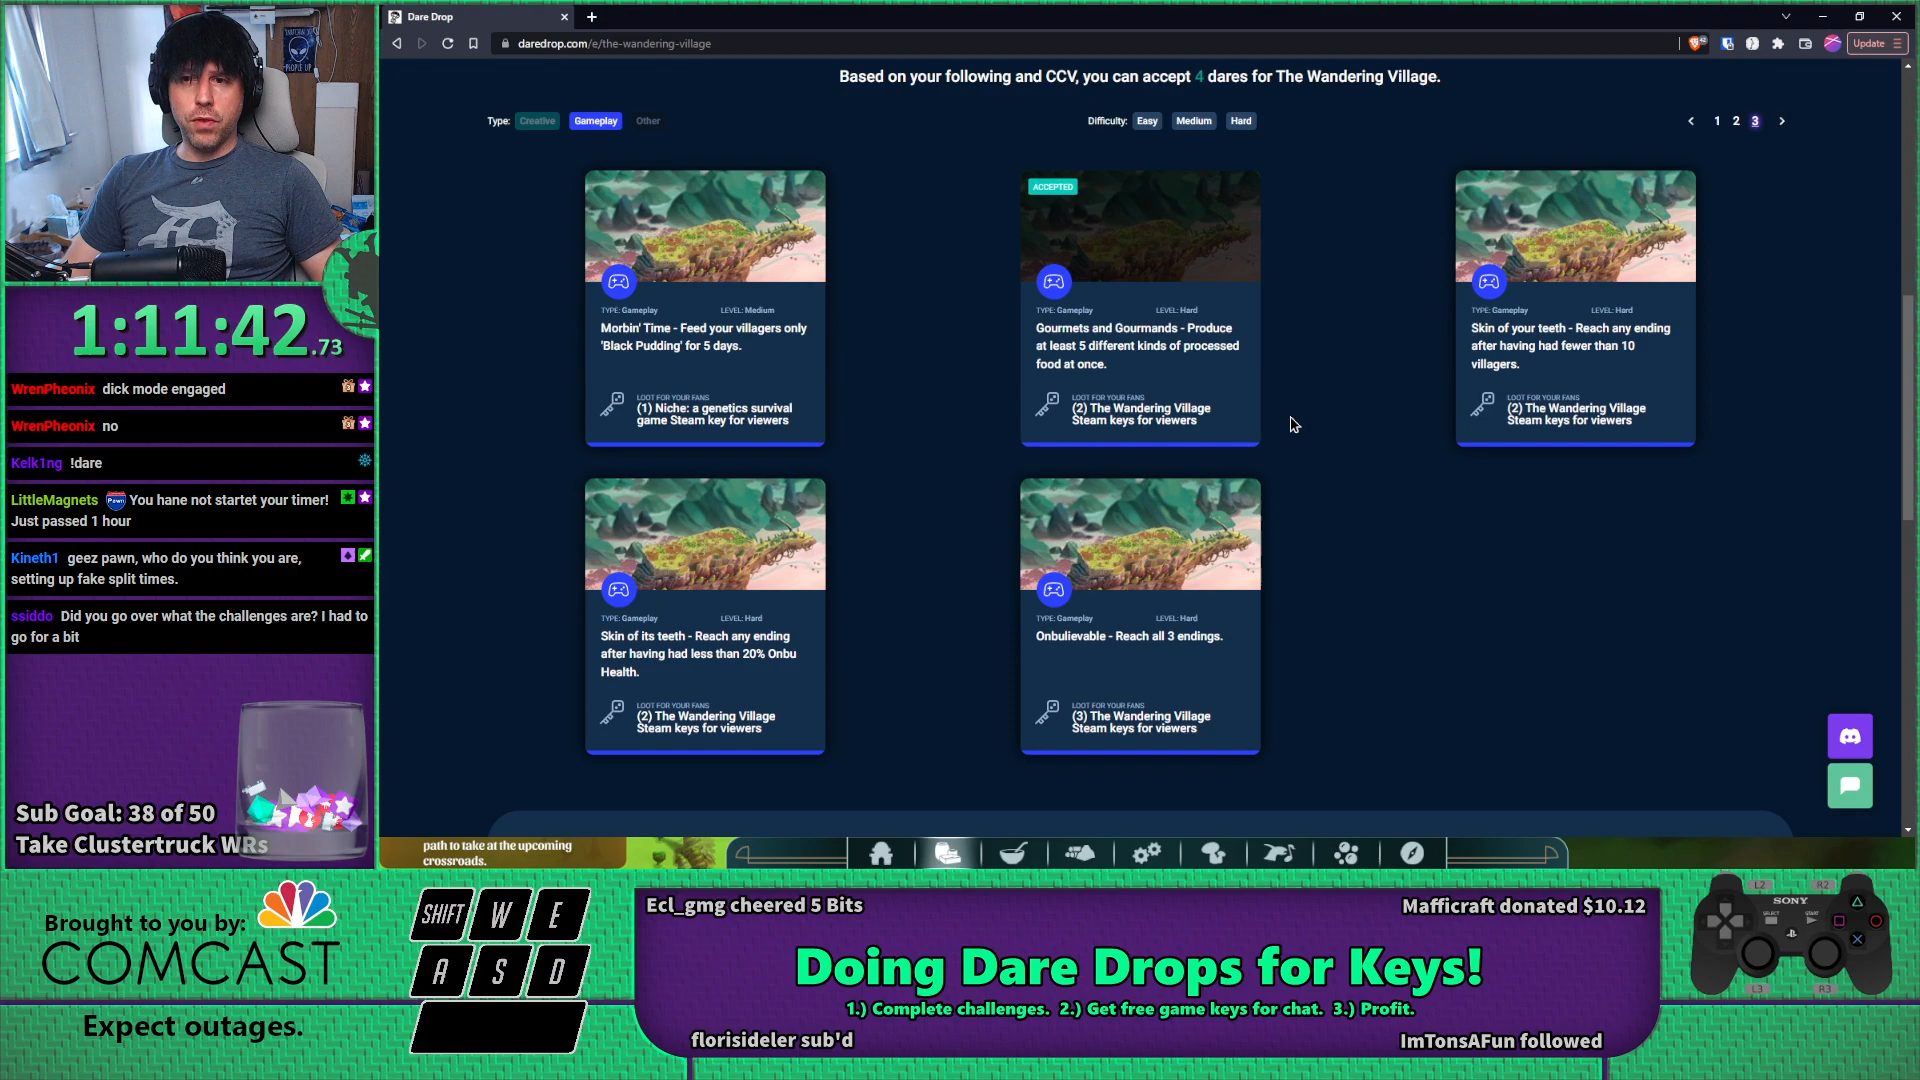 Dare Drop
daredrop.com/e/the-wandering-village
Update
Based on your following and CCV, you can accept 4 dares for The Wandering Village.
Type: Creative Gameplay Other
Difficulty: Easy Medium Hard
1 2 3
TYPE: Gameplay LEVEL: Medium
Morbin' Time - Feed your villagers only
'Black Pudding' for 5 days.
LOOT FOR YOUR FANS
(1) Niche: a genetics survival
game Steam key for viewers
ACCEPTED
TYPE: Gameplay LEVEL: Hard
Gourmets and Gourmands - Produce
at least 5 different kinds of processed
food at once.
LOOT FOR YOUR FANS
(2) The Wandering Village
Steam keys for viewers
TYPE: Gameplay LEVEL: Hard
Skin of your teeth - Reach any ending
after having had fewer than 10
villagers.
LOOT FOR YOUR FANS
(2) The Wandering Village
Steam keys for viewers
TYPE: Gameplay LEVEL: Hard
Skin of its teeth - Reach any ending
after having had less than 20% Onbu
Health.
LOOT FOR YOUR FANS
(2) The Wandering Village
Steam keys for viewers
TYPE: Gameplay LEVEL: Hard
Onbulievable - Reach all 3 endings.
LOOT FOR YOUR FANS
(3) The Wandering Village
Steam keys for viewers
path to take at the upcoming
crossroads.
1:11:42.73
WrenPheonix dick mode engaged
WrenPheonix no
Kelk1ng !dare
LittleMagnets Pawn You hane not startet your timer!
Just passed 1 hour
Kineth1 geez pawn, who do you think you are,
setting up fake split times.
ssiddo Did you go over what the challenges are? I had to
go for a bit
Sub Goal: 38 of 50
Take Clustertruck WRs
Brought to you by:
COMCAST
Expect outages.
SHIFT W E
A S D
Ecl_gmg cheered 5 Bits
Mafficraft donated $10.12
Doing Dare Drops for Keys!
1.) Complete challenges. 2.) Get free game keys for chat. 3.) Profit.
florisideler sub'd
ImTonsAFun followed
L2 R2
SONY
SELECT START
L3 R3